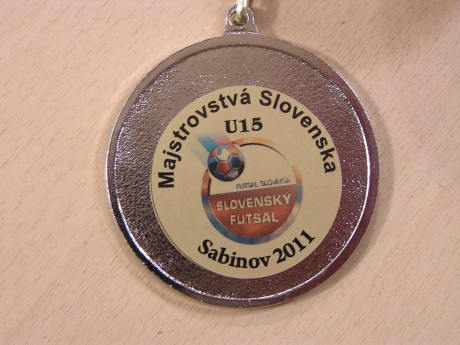 Majstrovstvá Slovenska
U15
FUTSAL SLOVAKIA
SLOVENSKÝ
FUTSAL
Sabinov 2011